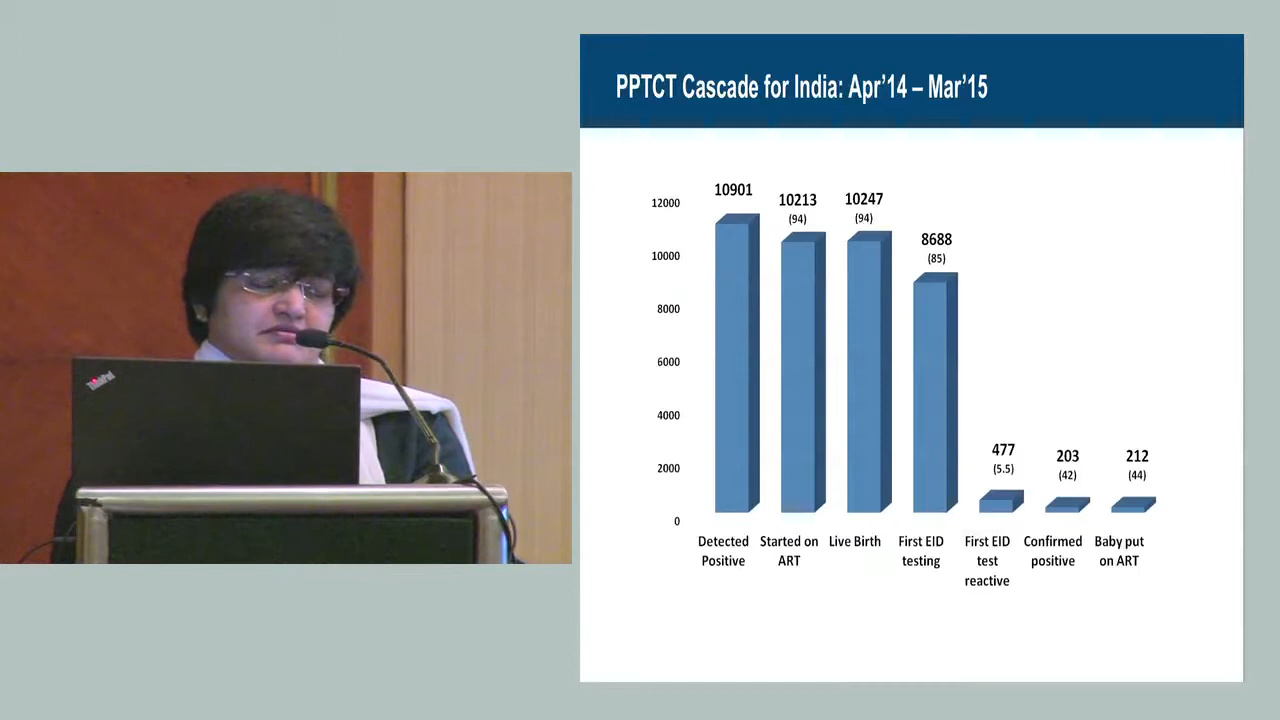 PPTCT Cascade for India: Apr'14 – Mar'15
12000
10000
8000
6000
4000
2000
0
10901
10213
(94)
10247
(94)
8688
(85)
477
(5.5)
203
(42)
212
(44)
Detected
Positive
Started on
ART
Live Birth
First EID
testing
First EID
test
reactive
Confirmed
positive
Baby put
on ART
ThinkPad